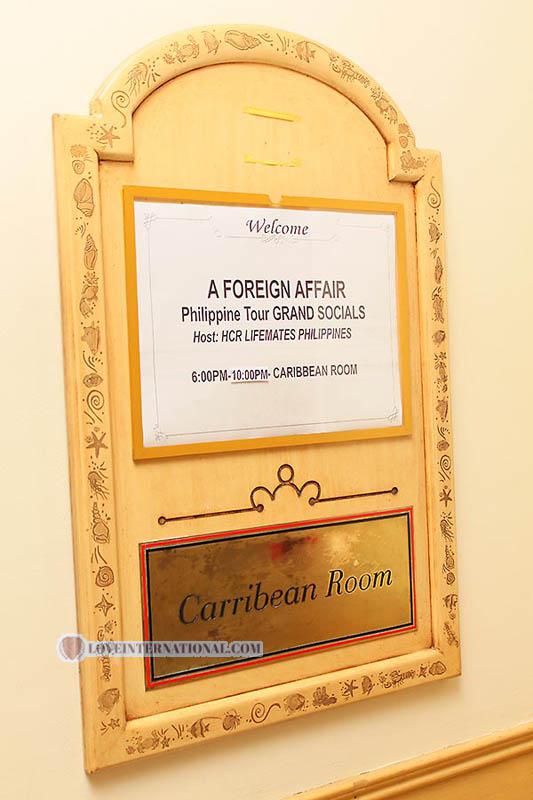 Welcome
A FOREIGN AFFAIR
Philippine Tour GRAND SOCIALS
Host: HCR LIFEMATES PHILIPPINES
6:00PM-10:00PM- CARIBBEAN ROOM
Carribean Room
LOVEINTERNATIONAL.COM